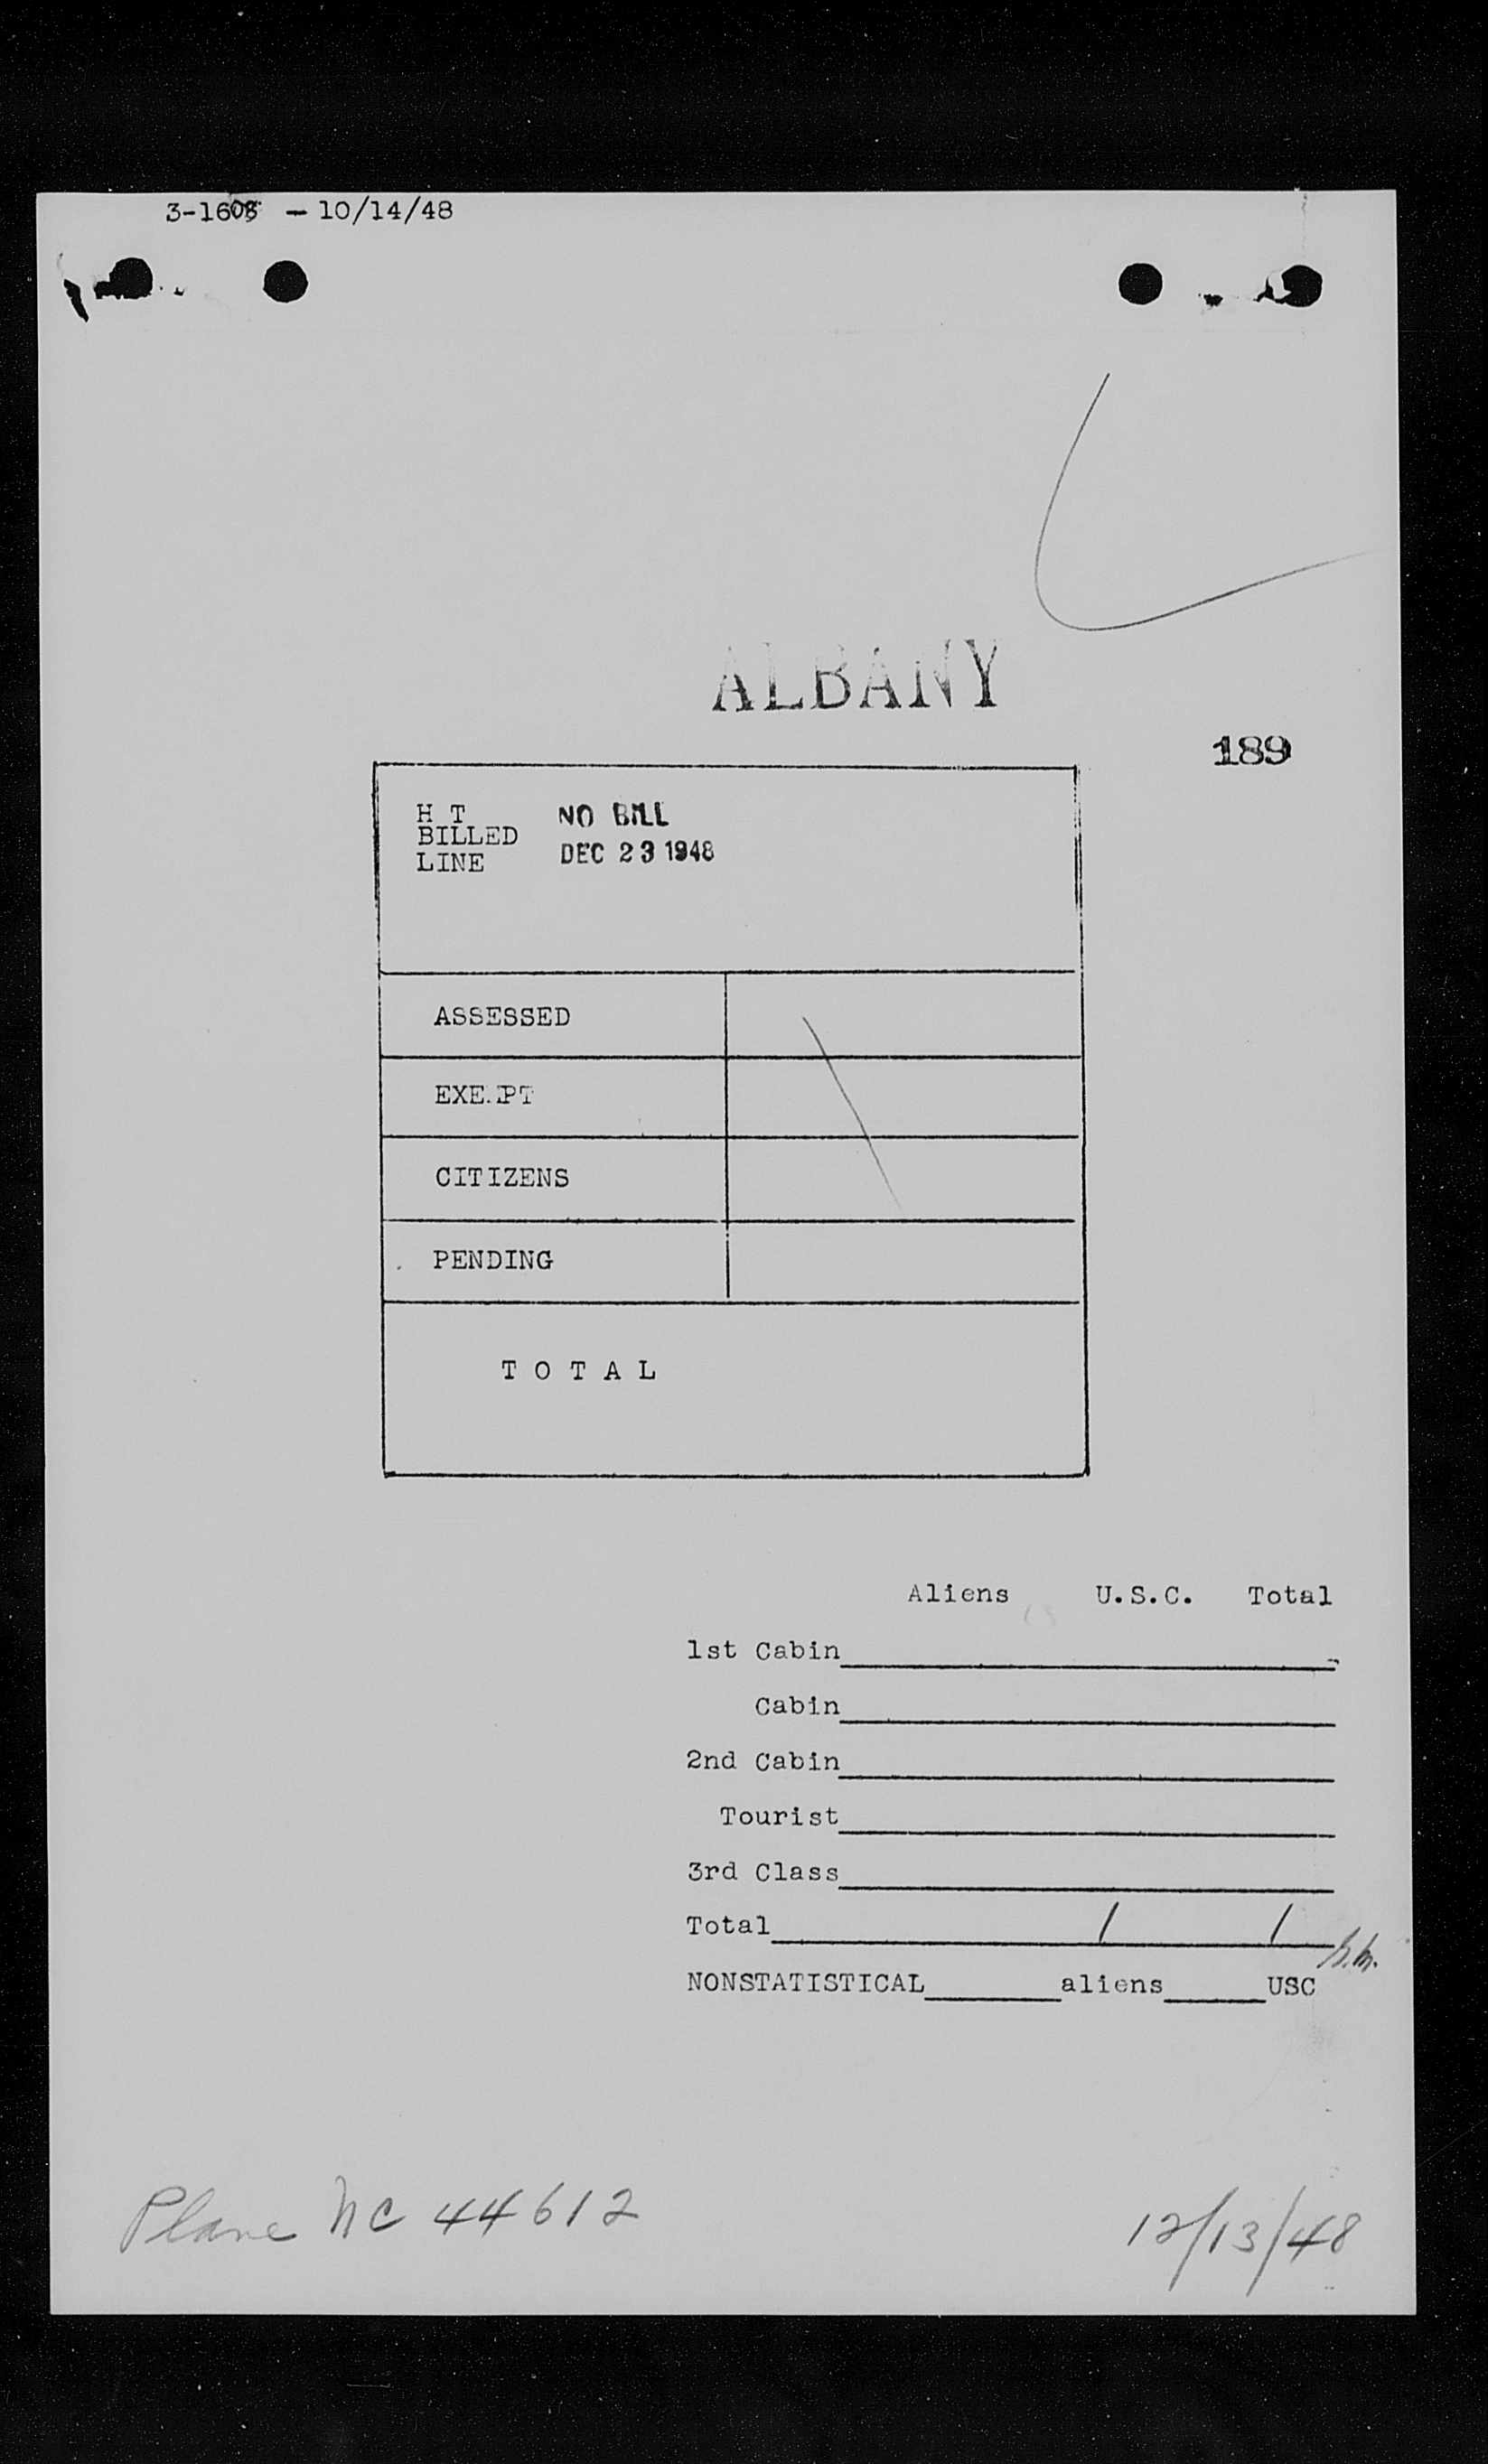 3-1608 - 10/14/48
ALBANY
189
H T
BILLED
LINE
NO BILL
DEC 23 1948
ASSESSED
EXE.PT
CITIZENS
PENDING
T O T A L
Aliens U.S.C. Total
1st Cabin
Cabin
2nd Cabin
Tourist
3rd Class
Total / /
NONSTATISTICAL aliens USC
Plane NC 44612
12/13/48